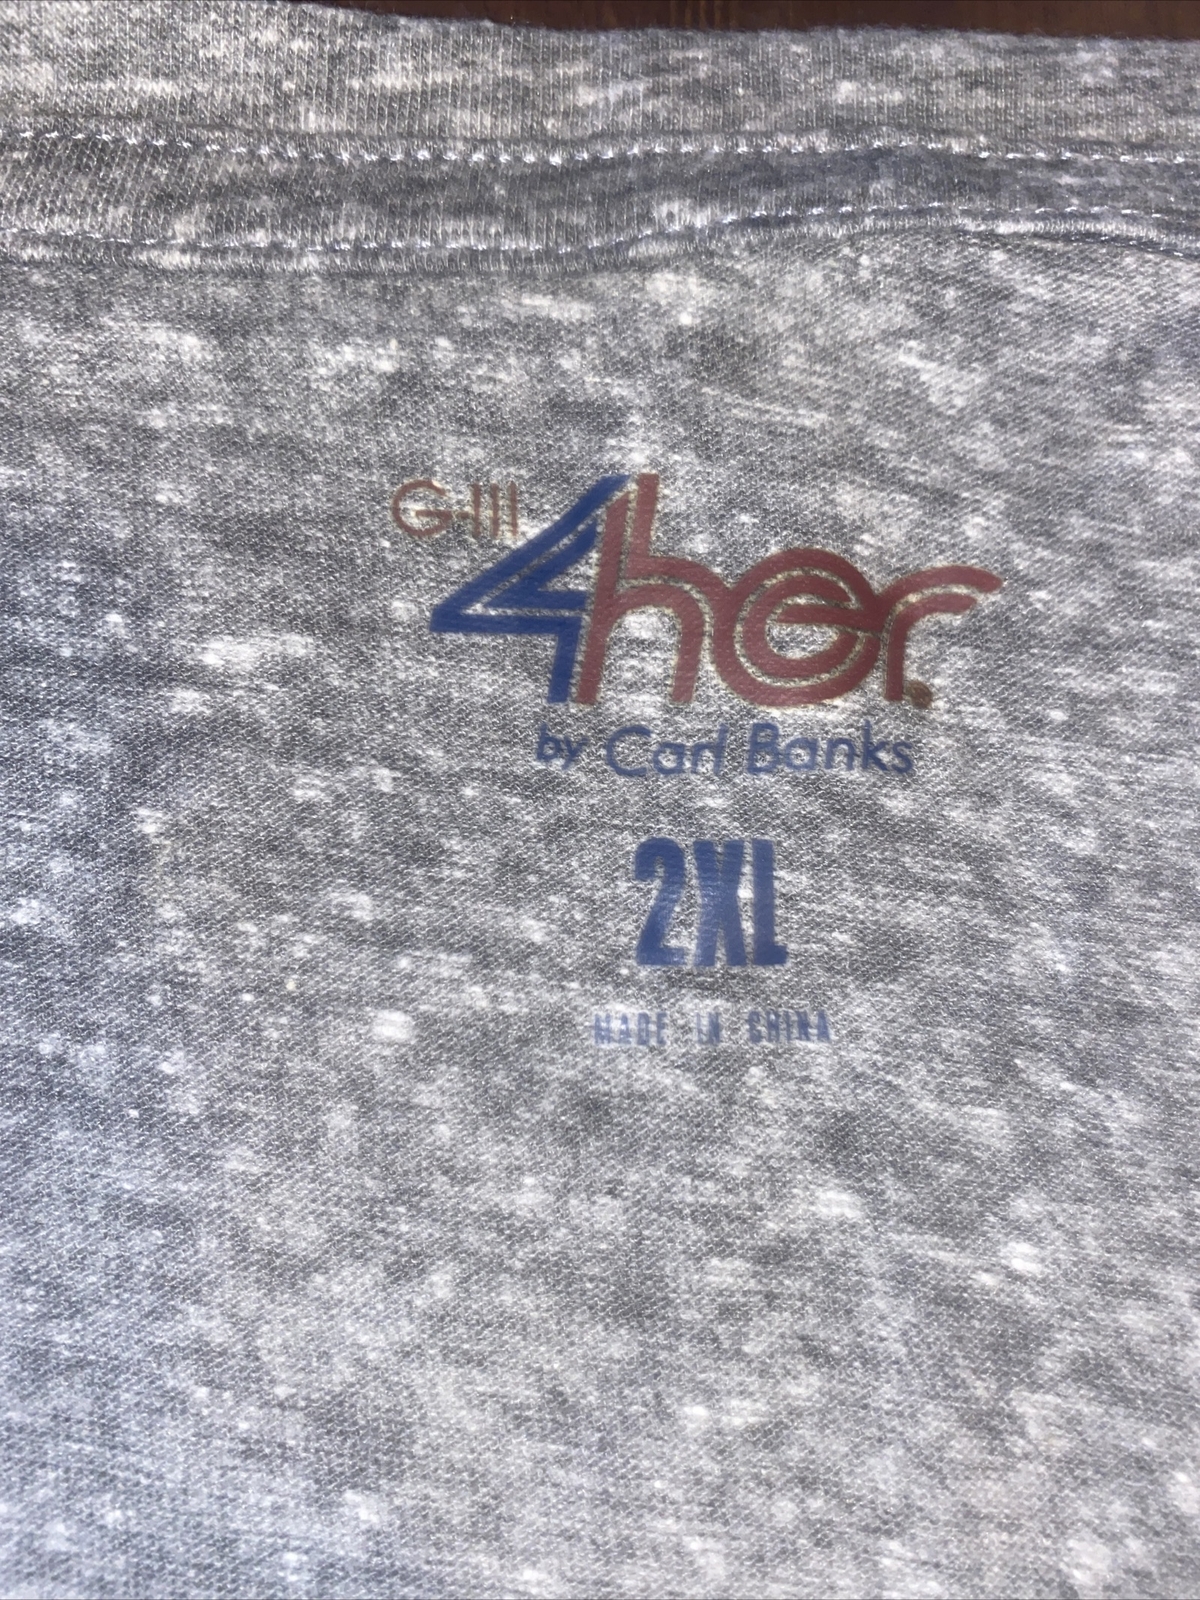 G-III
4her
by Carl Banks
2XL
MADE IN CHINA